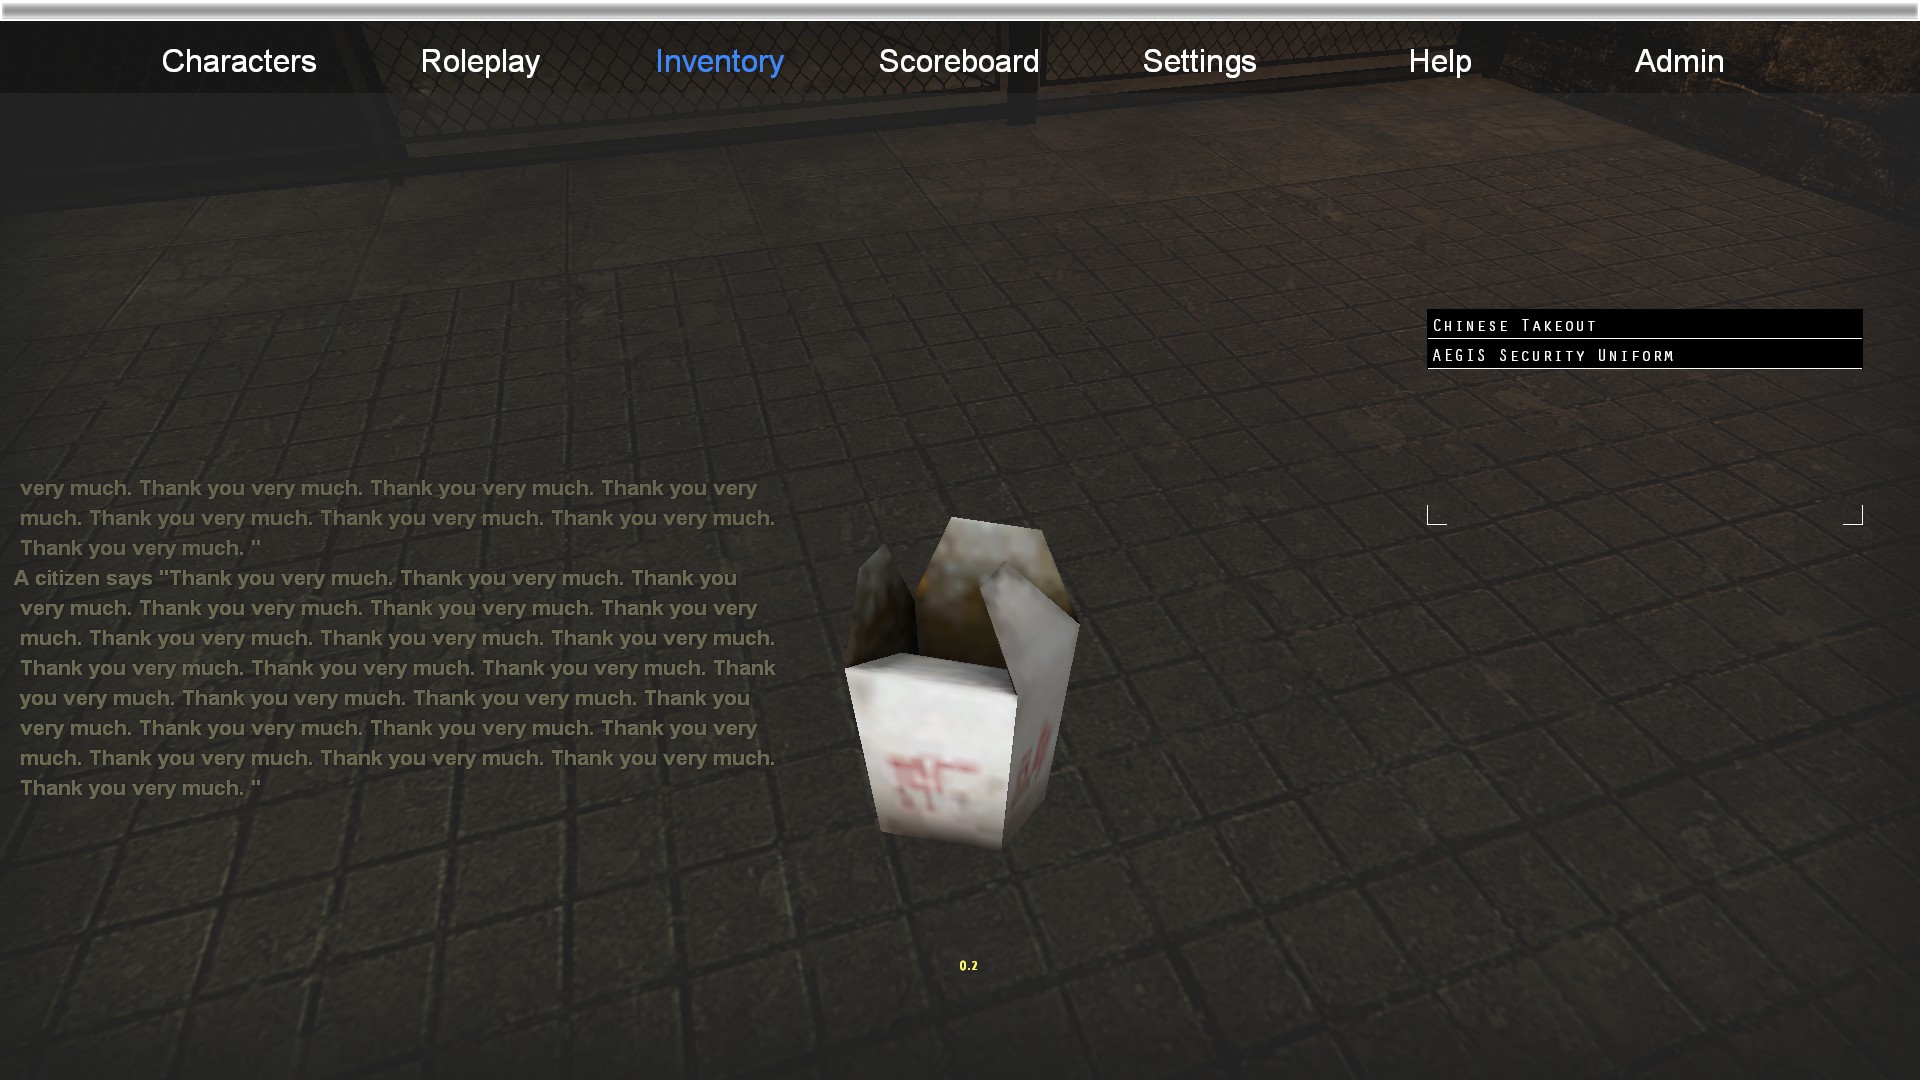 Characters Roleplay Inventory Scoreboard Settings Help Admin
Chinese Takeout
AEGIS Security Uniform
very much. Thank you very much. Thank you very much. Thank you very
much. Thank you very much. Thank you very much. Thank you very much.
Thank you very much. "
A citizen says "Thank you very much. Thank you very much. Thank you
very much. Thank you very much. Thank you very much. Thank you very
much. Thank you very much. Thank you very much. Thank you very much.
Thank you very much. Thank you very much. Thank you very much. Thank
you very much. Thank you very much. Thank you very much. Thank you
very much. Thank you very much. Thank you very much. Thank you very
much. Thank you very much. Thank you very much. Thank you very much.
Thank you very much. "
0.2